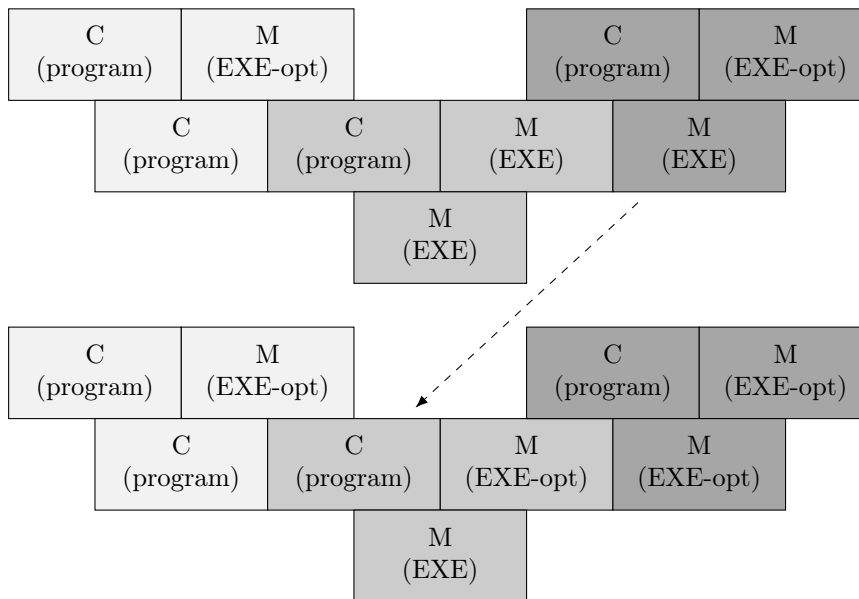 C M C M
(program) (EXE-opt) (program) (EXE-opt)
C C M M
(program) (program) (EXE) (EXE)
M
(EXE)
C M C M
(program) (EXE-opt) (program) (EXE-opt)
C C M M
(program) (program) (EXE-opt) (EXE-opt)
M
(EXE)